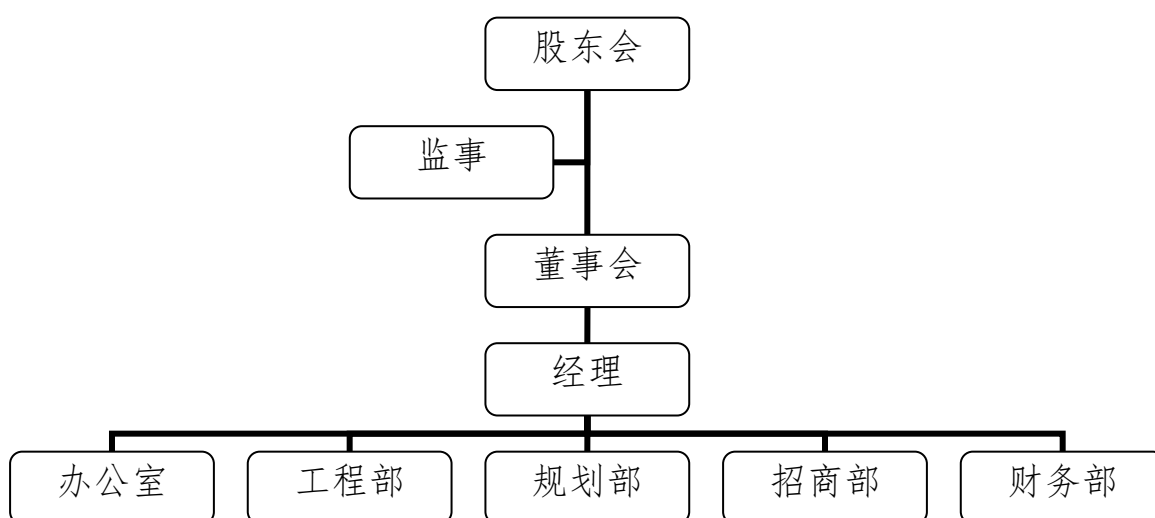 股东会
监事
董事会
经理
办公室
工程部
规划部
招商部
财务部